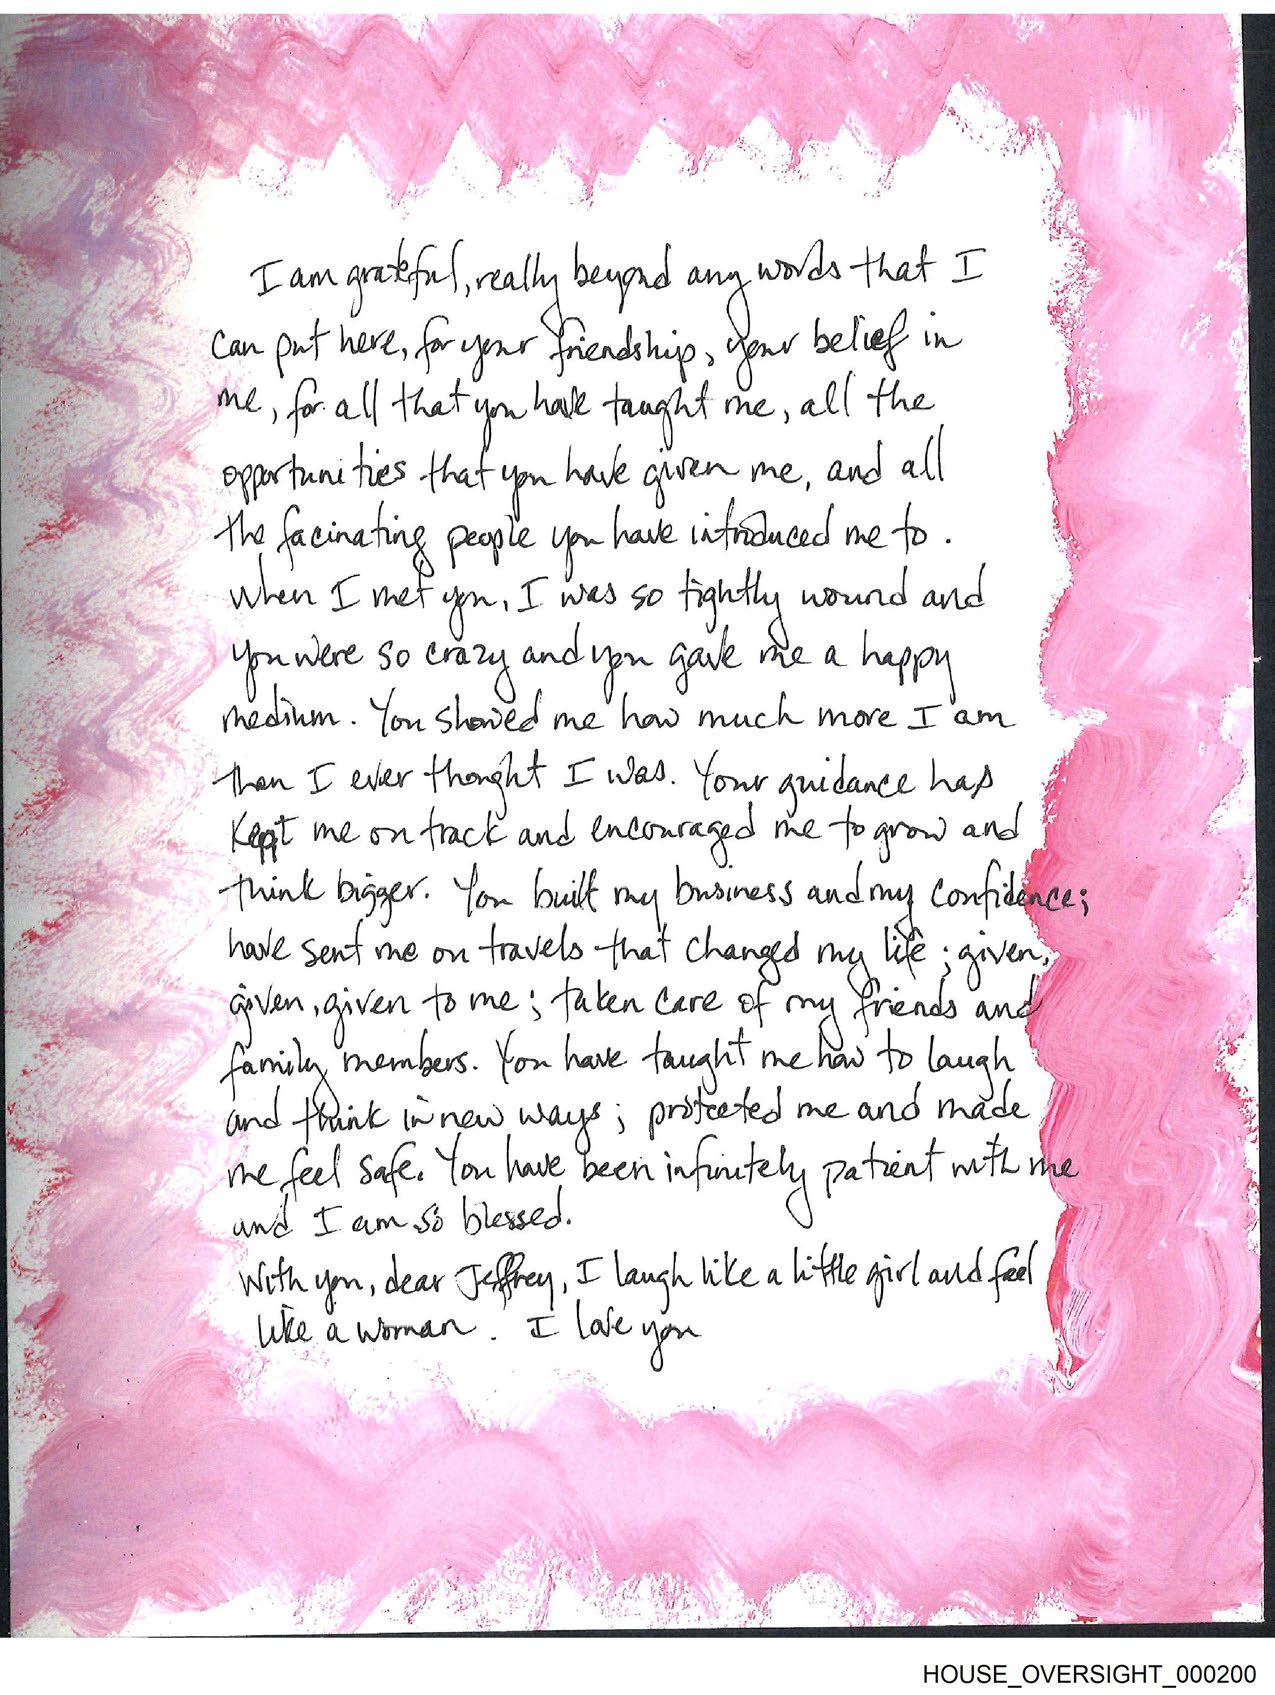 I am grateful, really beyond any words that I
can put here, for your friendship, your belief in
me, for all that you have taught me, all the
opportunities that you have given me, and all
the facinating people you have introduced me to.
When I met you, I was so tightly wound and
you were so crazy and you gave me a happy
medium. You showed me how much more I am
than I ever thought I was. Your guidance has
kept me on track and encouraged me to grow and
think bigger. You built my business and my confidence;
have sent me on travels that changed my life; given,
given, given to me; taken care of my friends and
family members. You have taught me how to laugh
and think in new ways; protected me and made
me feel safe. You have been infinitely patient with me
and I am so blessed.
With you, dear Jeffrey, I laugh like a little girl and feel
like a woman. I love you
HOUSE_OVERSIGHT_000200